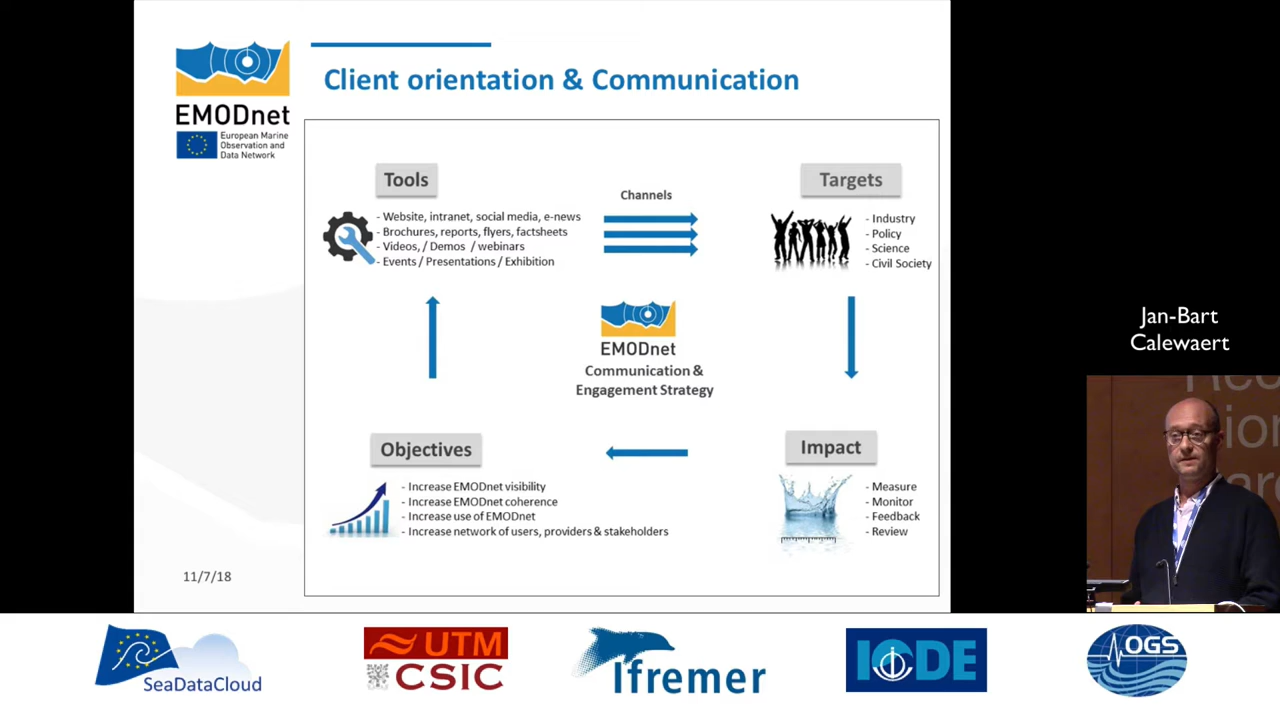 Client orientation & Communication
EMODnet
European Marine
Observation and
Data Network
Tools
- Website, intranet, social media, e-news
- Brochures, reports, flyers, factsheets
- Videos, / Demos / webinars
- Events / Presentations / Exhibition
Channels
Targets
- Industry
- Policy
- Science
- Civil Society
EMODnet
Communication &
Engagement Strategy
Objectives
- Increase EMODnet visibility
- Increase EMODnet coherence
- Increase use of EMODnet
- Increase network of users, providers & stakeholders
Impact
- Measure
- Monitor
- Feedback
- Review
11/7/18
Jan-Bart
Calewaert
SeaDataCloud
UTM
CSIC
Ifremer
IODE
OGS